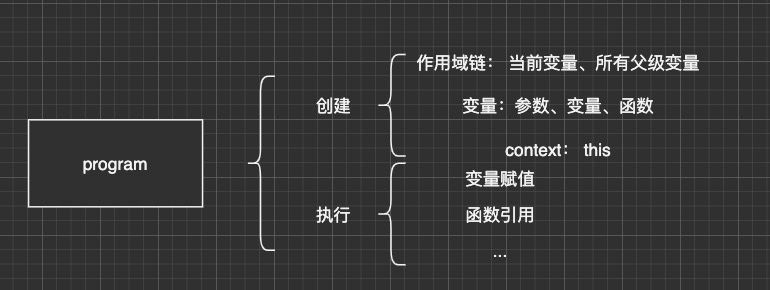 program
创建
作用域链： 当前变量、所有父级变量
变量：参数、变量、函数
context： this
执行
变量赋值
函数引用
...